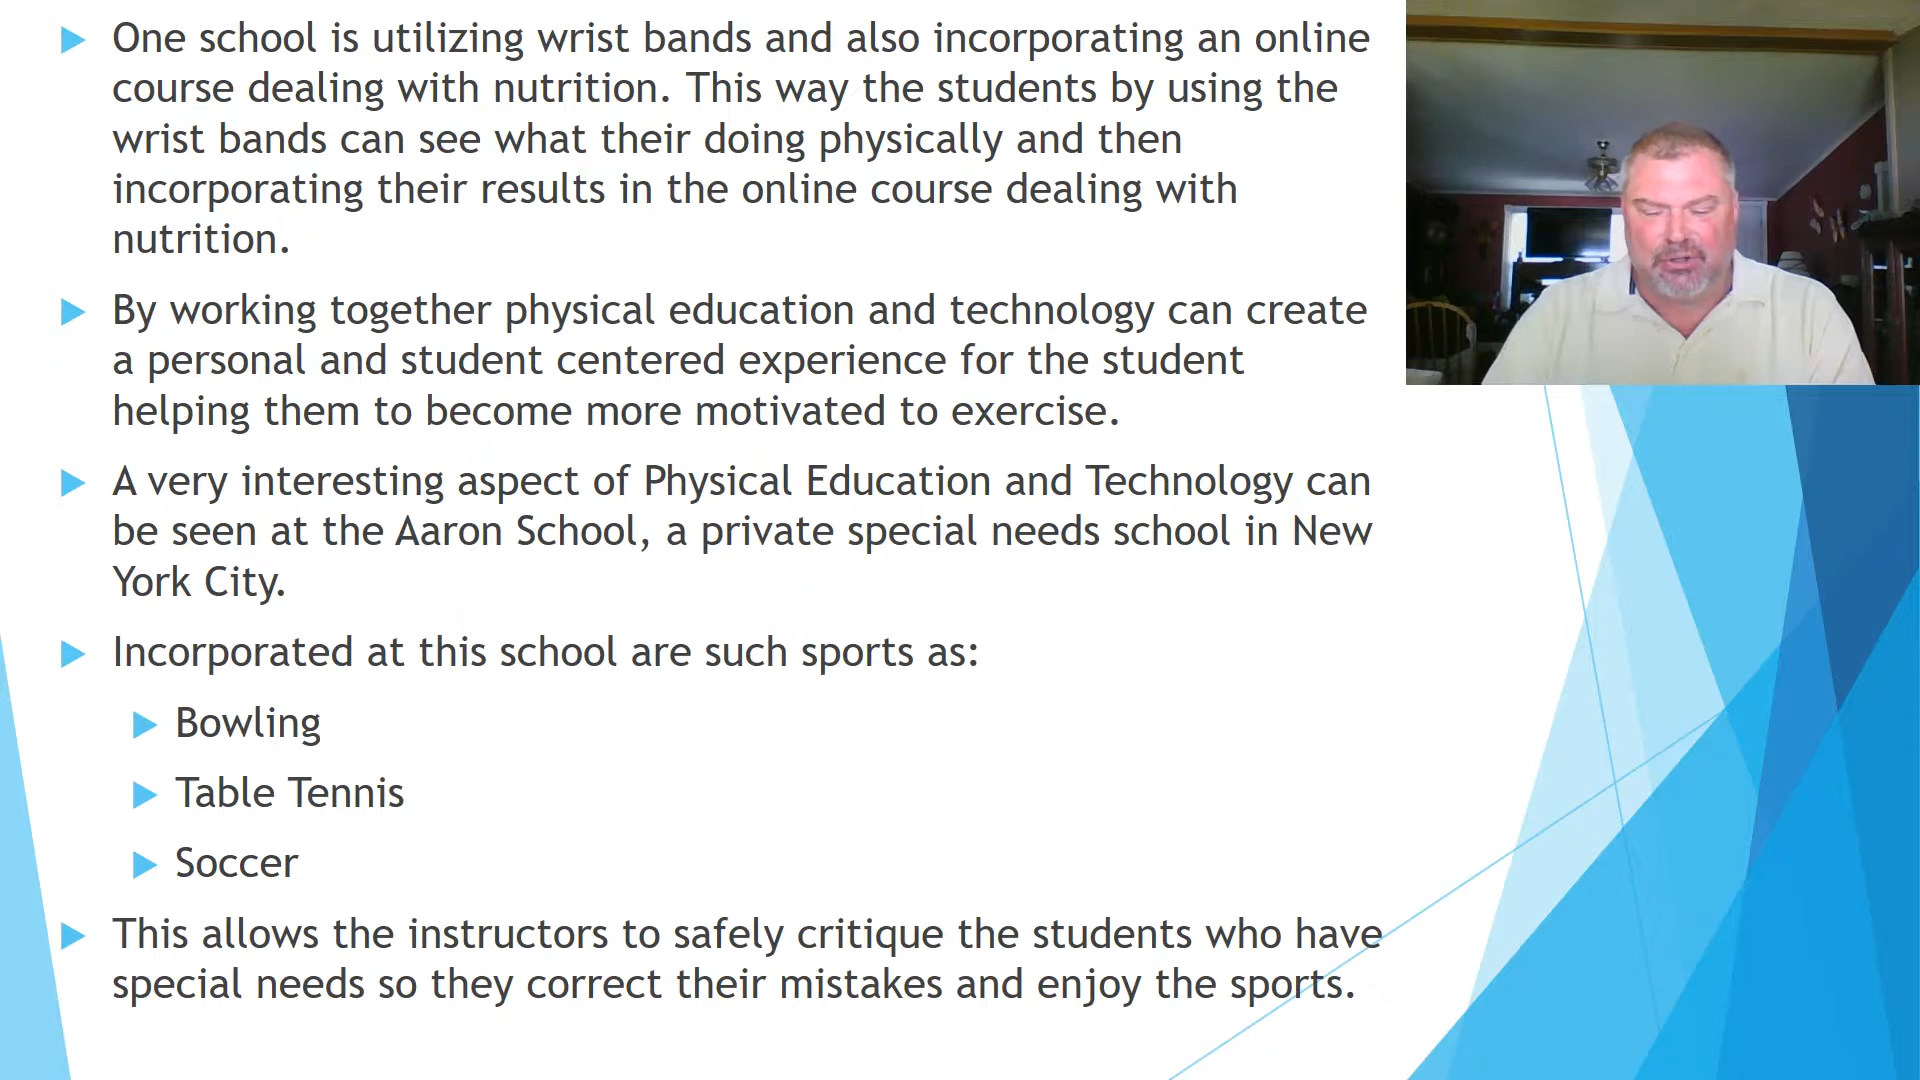 One school is utilizing wrist bands and also incorporating an online
course dealing with nutrition. This way the students by using the
wrist bands can see what their doing physically and then
incorporating their results in the online course dealing with
nutrition.
By working together physical education and technology can create
a personal and student centered experience for the student
helping them to become more motivated to exercise.
A very interesting aspect of Physical Education and Technology can
be seen at the Aaron School, a private special needs school in New
York City.
Incorporated at this school are such sports as:
Bowling
Table Tennis
Soccer
This allows the instructors to safely critique the students who have
special needs so they correct their mistakes and enjoy the sports.